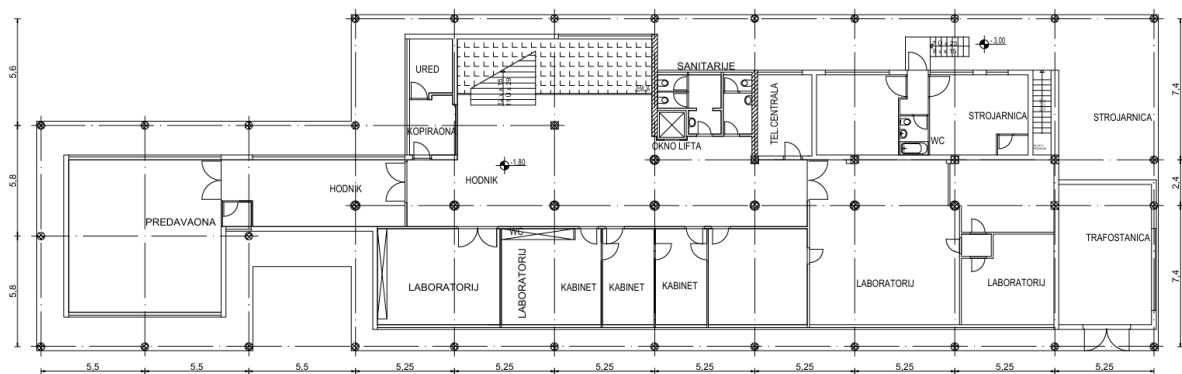 -3.00
SANITARIJE
URED
5,6
7,4
KOPIRAONA
TEL.CENTRALA
STROJARNICA
STROJARNICA
WC
OKNO LIFTA
-1.80
HODNIK
HODNIK
2,4
5,8
PREDAVAONA
WC
TRAFOSTANICA
LABORATORIJ
LABORATORIJ
KABINET
KABINET
KABINET
LABORATORIJ
LABORATORIJ
5,8
7,4
5,5
5,5
5,5
5,25
5,25
5,25
5,25
5,25
5,25
5,25
5,25